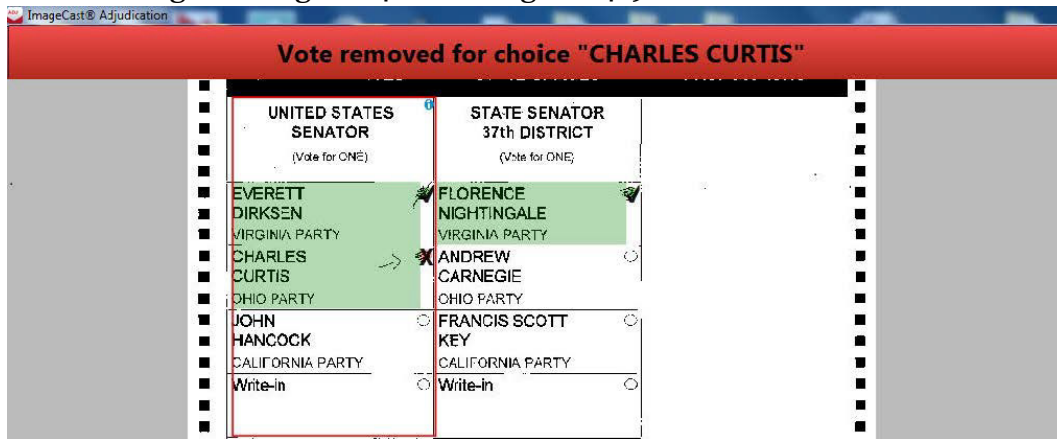 ImageCast® Adjudication
Vote removed for choice "CHARLES CURTIS"
UNITED STATES
SENATOR
(Vote for ONE)
EVERETT
DIRKSEN
VIRGINIA PARTY
CHARLES
CURTIS
OHIO PARTY
JOHN
HANCOCK
CALIFORNIA PARTY
Write-in
STATE SENATOR
37th DISTRICT
(Vote for ONE)
FLORENCE
NIGHTINGALE
VIRGINIA PARTY
ANDREW
CARNEGIE
OHIO PARTY
FRANCIS SCOTT
KEY
CALIFORNIA PARTY
Write-in